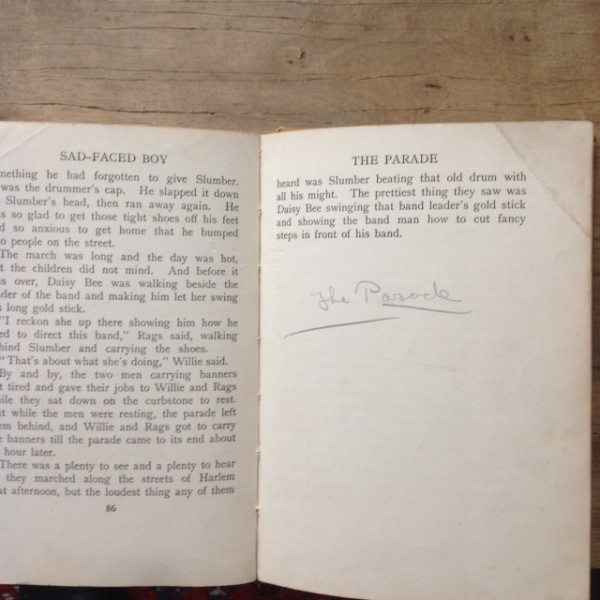 SAD-FACED BOY
mething he had forgotten to give Slumber.
was the drummer's cap. He slapped it down
Slumber's head, then ran away again. He
s so glad to get those tight shoes off his feet
d so anxious to get home that he bumped
o people on the street.
The march was long and the day was hot,
t the children did not mind. And before it
s over, Daisy Bee was walking beside the
der of the band and making him let her swing
s long gold stick.
"I reckon she up there showing him how he
ed to direct this band," Rags said, walking
hind Slumber and carrying the shoes.
"That's about what she's doing," Willie said.
By and by, the two men carrying banners
t tired and gave their jobs to Willie and Rags
ile they sat down on the curbstone to rest.
t while the men were resting, the parade left
em behind, and Willie and Rags got to carry
e banners till the parade came to its end about
hour later.
There was a plenty to see and a plenty to hear
they marched along the streets of Harlem
at afternoon, but the loudest thing any of them
86
THE PARADE
heard was Slumber beating that old drum with
all his might. The prettiest thing they saw was
Daisy Bee swinging that band leader's gold stick
and showing the band man how to cut fancy
steps in front of his band.
The Parade